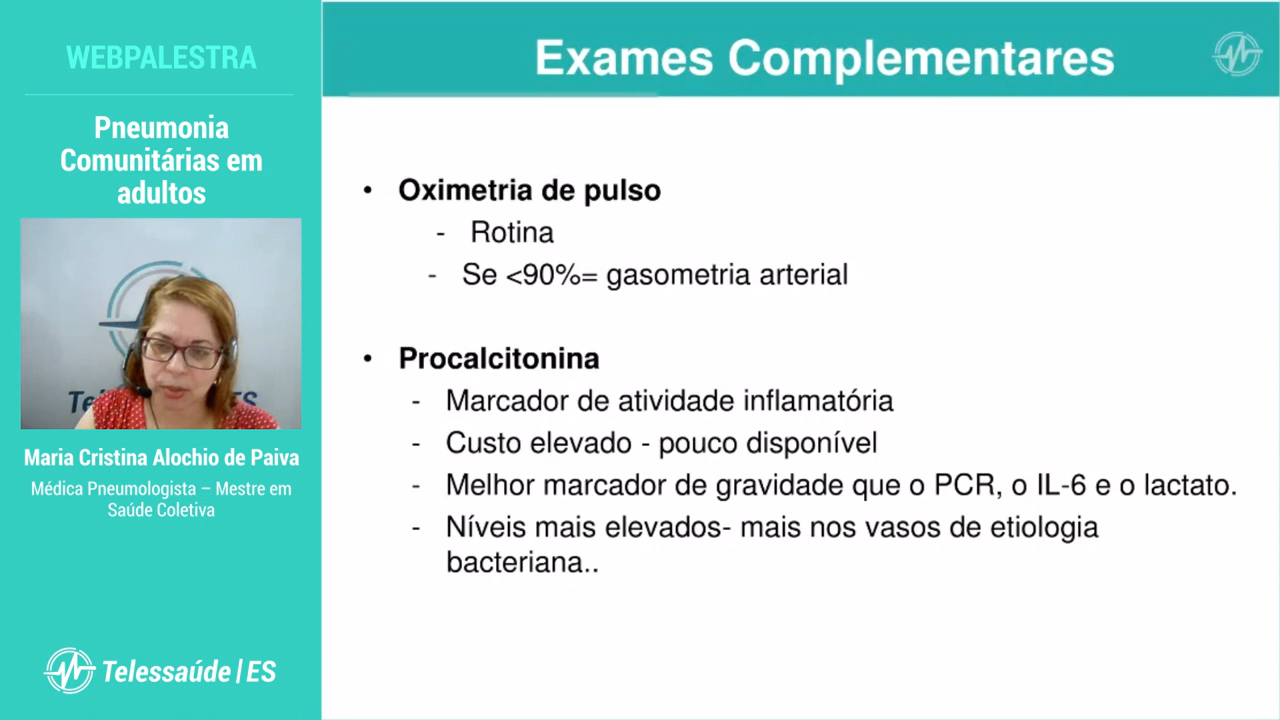 WEBPALESTRA
Pneumonia
Comunitárias em
adultos
Maria Cristina Alochio de Paiva
Médica Pneumologista – Mestre em
Saúde Coletiva
Telessaúde|ES
Exames Complementares
• Oximetria de pulso
- Rotina
- Se <90%= gasometria arterial
• Procalcitonina
- Marcador de atividade inflamatória
- Custo elevado - pouco disponível
- Melhor marcador de gravidade que o PCR, o IL-6 e o lactato.
- Níveis mais elevados- mais nos vasos de etiologia
bacteriana..